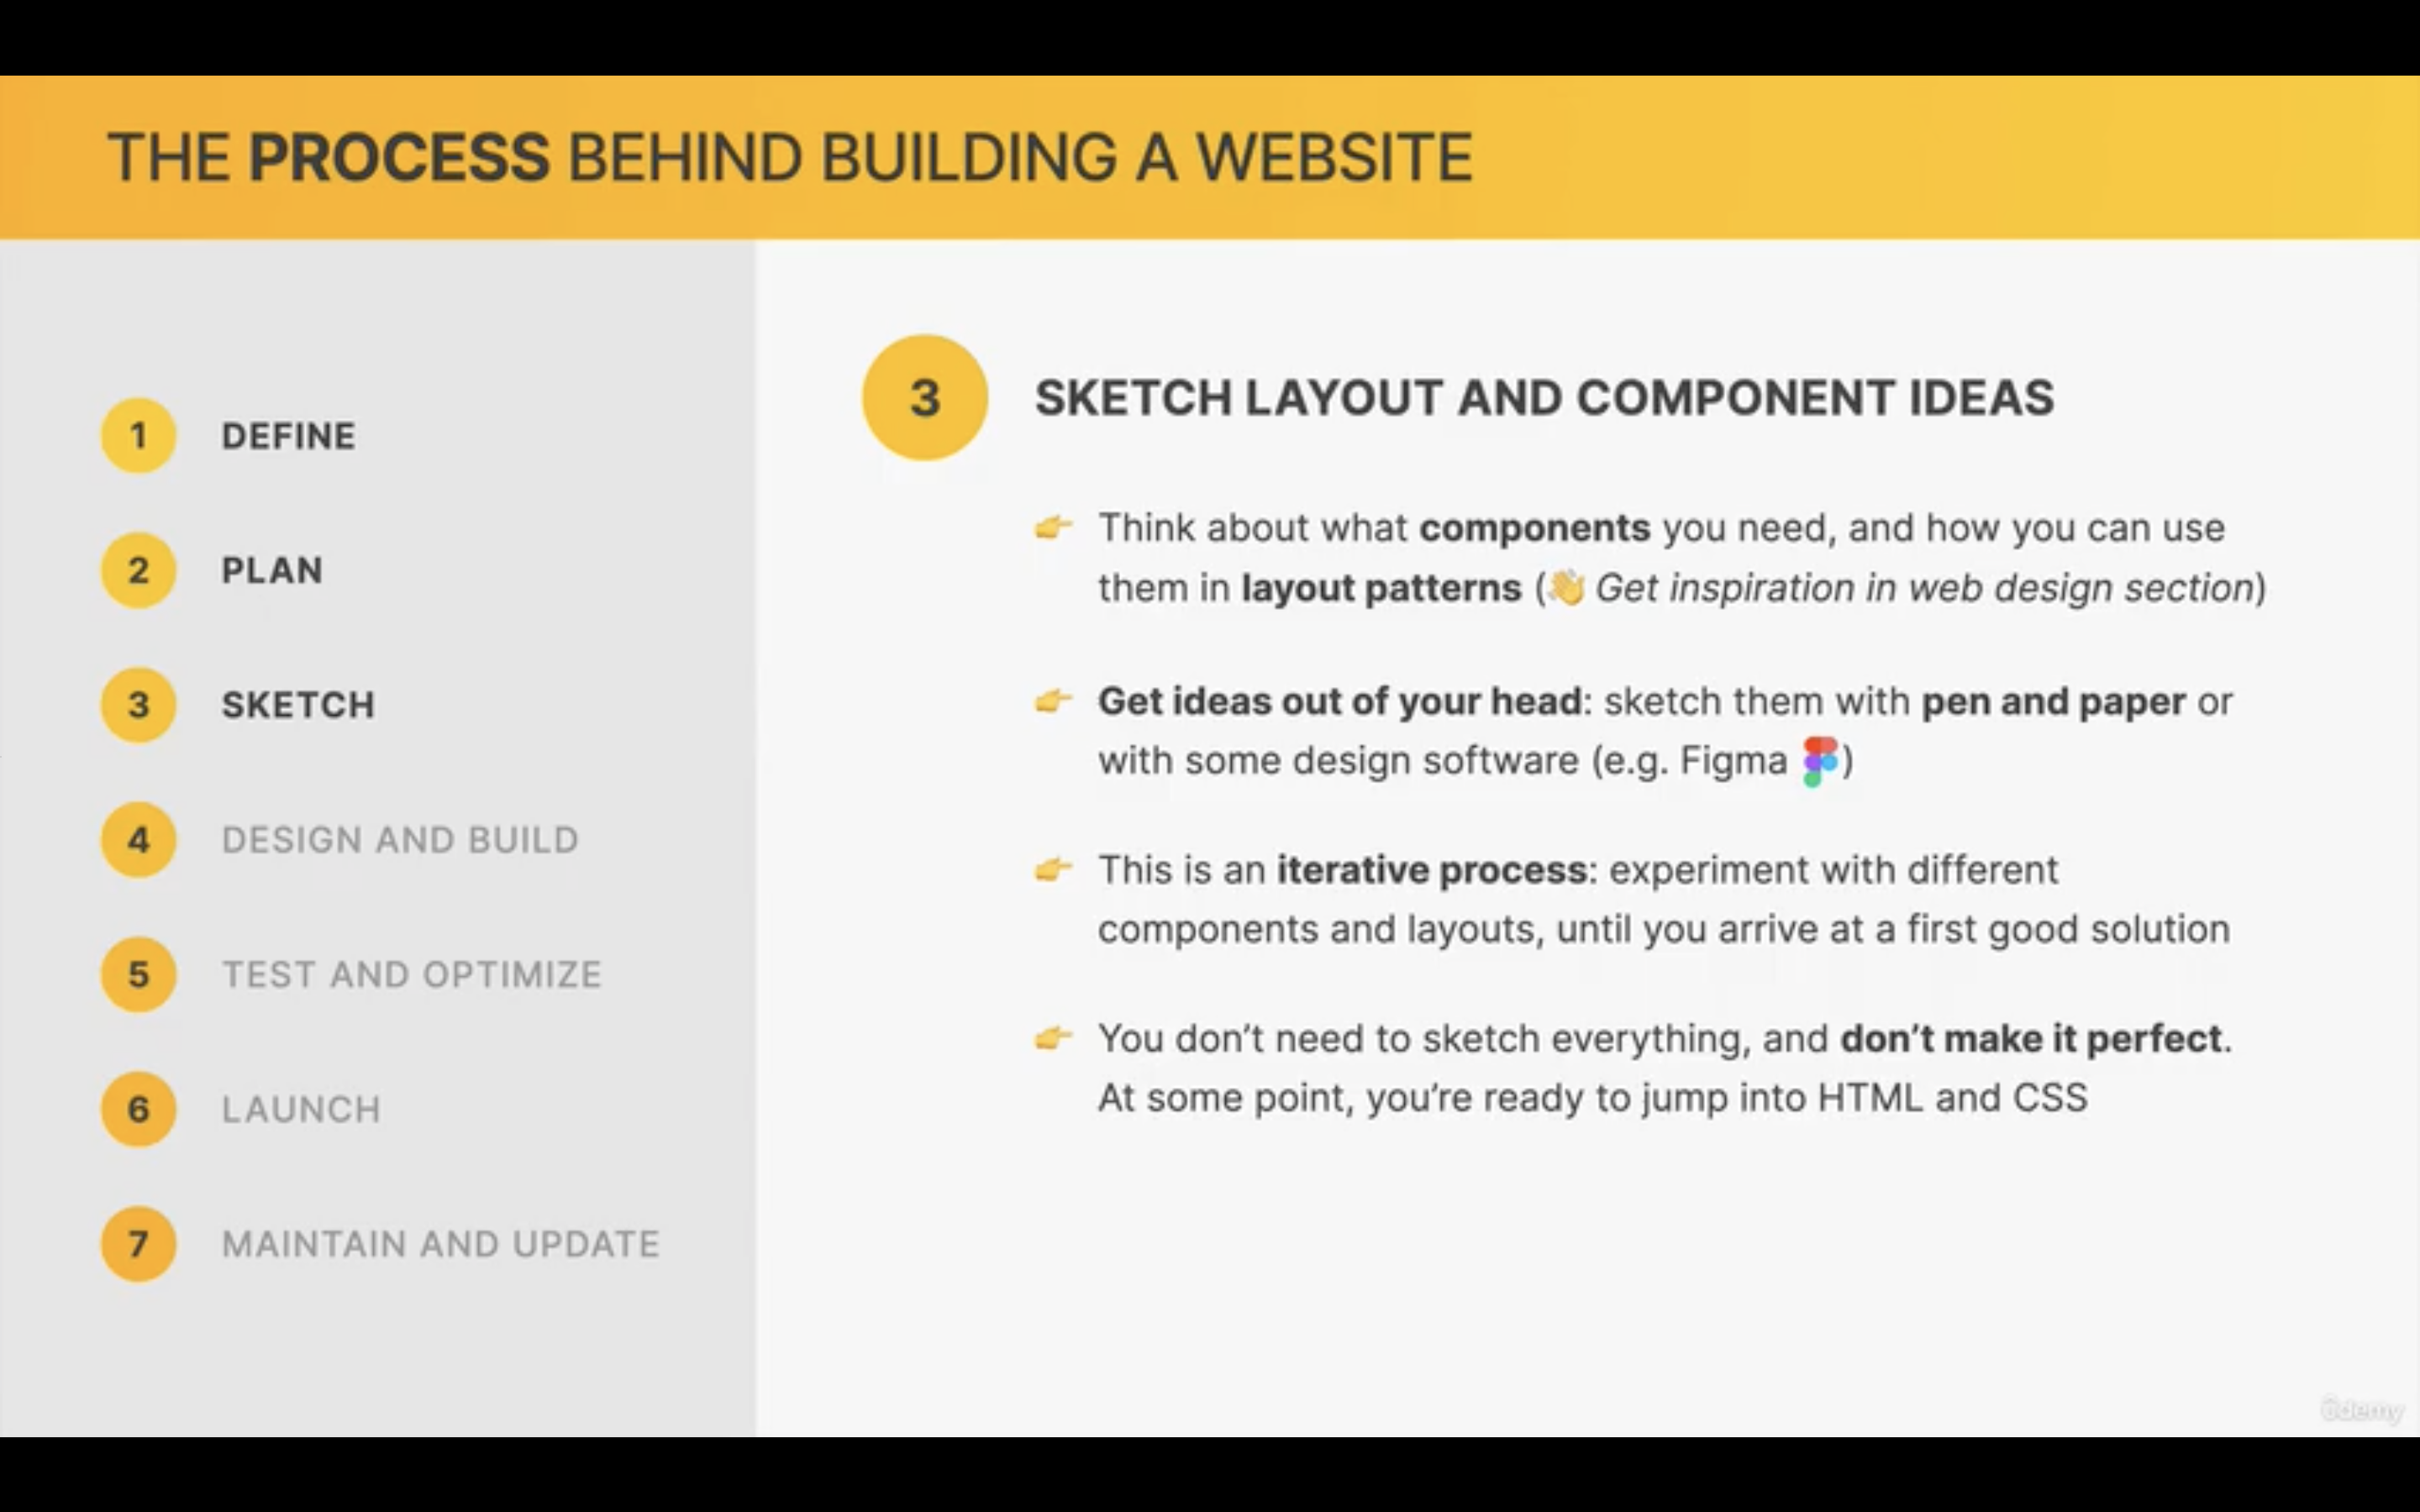 THE PROCESS BEHIND BUILDING A WEBSITE
1 DEFINE
2 PLAN
3 SKETCH
4 DESIGN AND BUILD
5 TEST AND OPTIMIZE
6 LAUNCH
7 MAINTAIN AND UPDATE
3 SKETCH LAYOUT AND COMPONENT IDEAS
👉 Think about what components you need, and how you can use
them in layout patterns (👋 Get inspiration in web design section)
👉 Get ideas out of your head: sketch them with pen and paper or
with some design software (e.g. Figma )
👉 This is an iterative process: experiment with different
components and layouts, until you arrive at a first good solution
👉 You don’t need to sketch everything, and don’t make it perfect.
At some point, you’re ready to jump into HTML and CSS
ûdemy